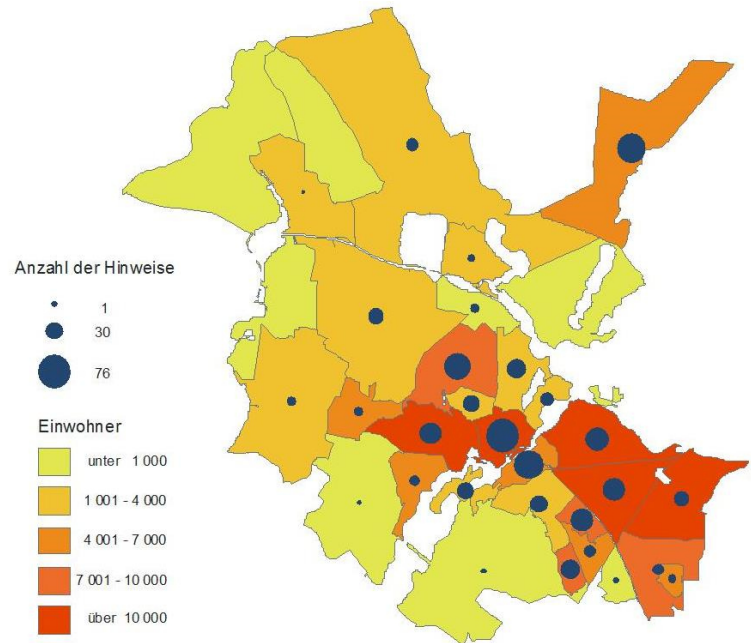 Anzahl der Hinweise
1
30
76
Einwohner
unter 1 000
1 001 - 4 000
4 001 - 7 000
7 001 - 10 000
über 10 000